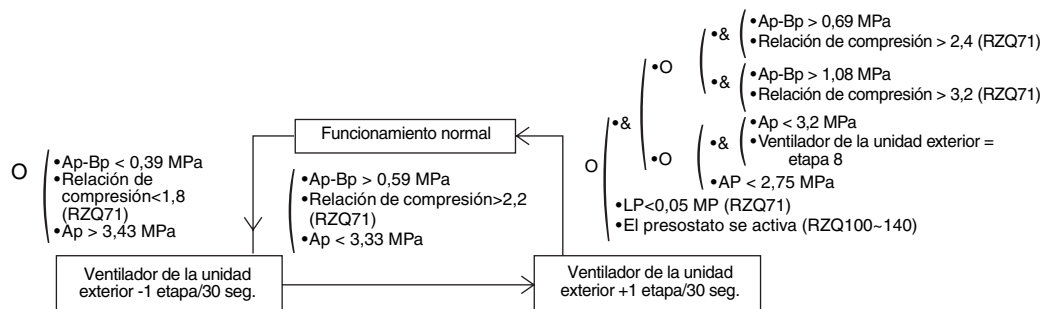 Funcionamiento normal
O
•Ap-Bp < 0,39 MPa
•Relación de
compresión<1,8
(RZQ71)
•Ap > 3,43 MPa
•Ap-Bp > 0,59 MPa
•Relación de compresión>2,2
(RZQ71)
•Ap < 3,33 MPa
O
•&
•O
•&
•Ap-Bp > 0,69 MPa
•Relación de compresión > 2,4 (RZQ71)
•&
•Ap-Bp > 1,08 MPa
•Relación de compresión > 3,2 (RZQ71)
•O
•&
•Ap < 3,2 MPa
•Ventilador de la unidad exterior =
etapa 8
•AP < 2,75 MPa
•LP<0,05 MP (RZQ71)
•El presostato se activa (RZQ100~140)
Ventilador de la unidad
exterior -1 etapa/30 seg.
Ventilador de la unidad
exterior +1 etapa/30 seg.